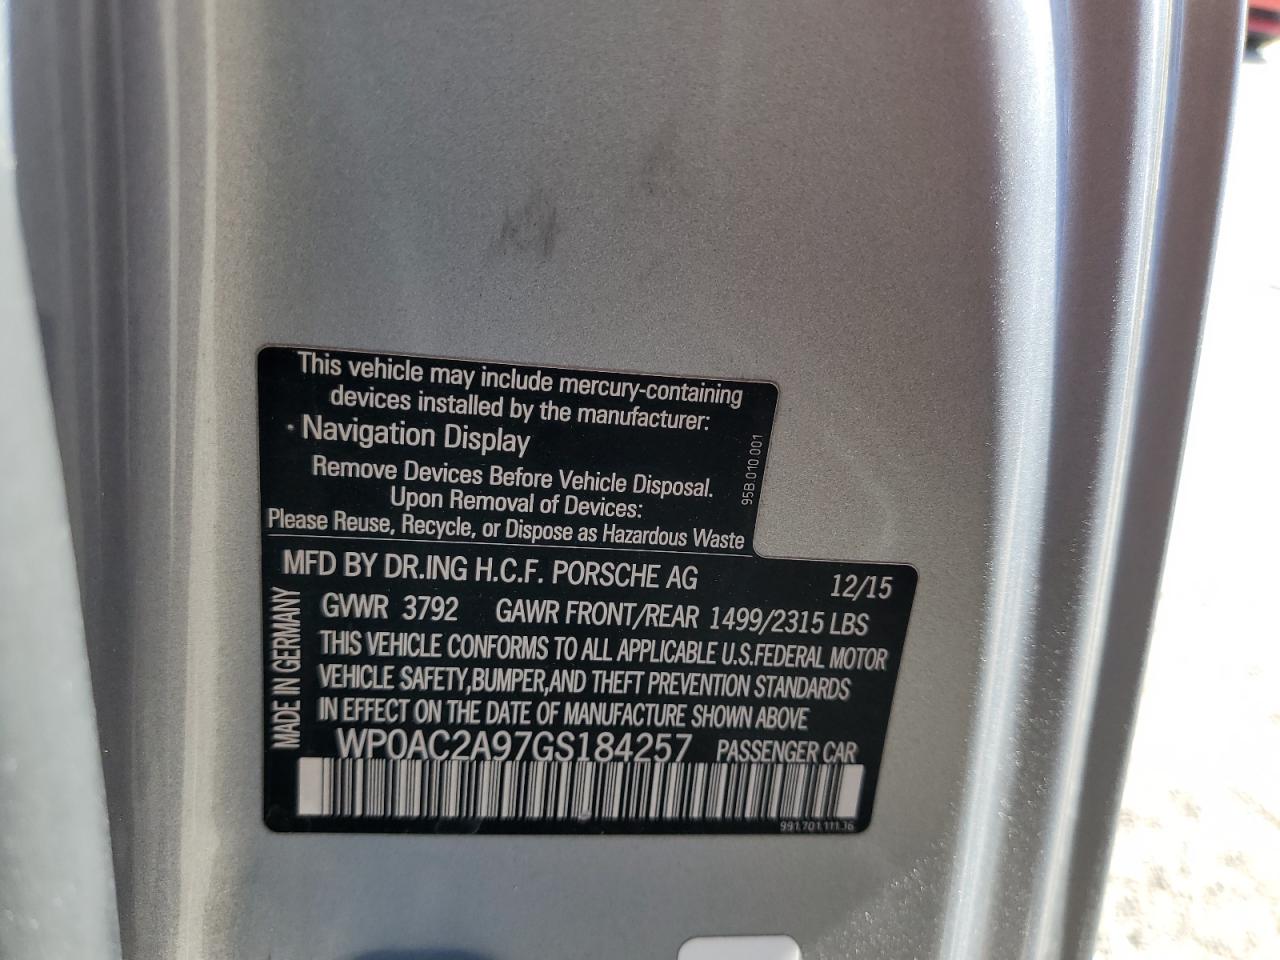 This vehicle may include mercury-containing
devices installed by the manufacturer:
· Navigation Display
Remove Devices Before Vehicle Disposal.
Upon Removal of Devices:
Please Reuse, Recycle, or Dispose as Hazardous Waste
95B.010.001
MFD BY DR.ING H.C.F. PORSCHE AG 12/15
GVWR 3792 GAWR FRONT/REAR 1499/2315 LBS
THIS VEHICLE CONFORMS TO ALL APPLICABLE U.S.FEDERAL MOTOR
VEHICLE SAFETY,BUMPER,AND THEFT PREVENTION STANDARDS
IN EFFECT ON THE DATE OF MANUFACTURE SHOWN ABOVE
MADE IN GERMANY
WP0AC2A97GS184257 PASSENGER CAR
991.701.111.36